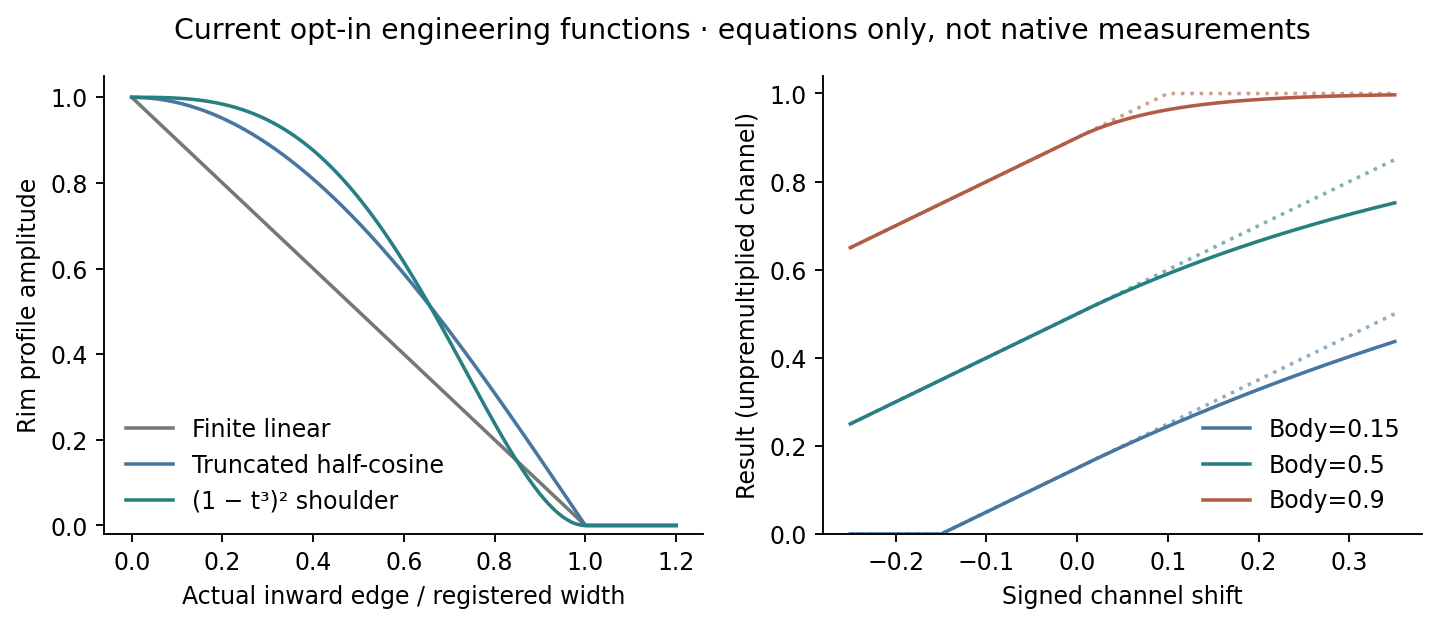 Current opt-in engineering functions · equations only, not native measurements
Rim profile amplitude
1.0
0.8
0.6
0.4
0.2
0.0
Finite linear
Truncated half-cosine
(1 − t³)² shoulder
0.0 0.2 0.4 0.6 0.8 1.0 1.2
Actual inward edge / registered width
Result (unpremultiplied channel)
1.0
0.8
0.6
0.4
0.2
0.0
Body=0.15
Body=0.5
Body=0.9
−0.2 −0.1 0.0 0.1 0.2 0.3
Signed channel shift